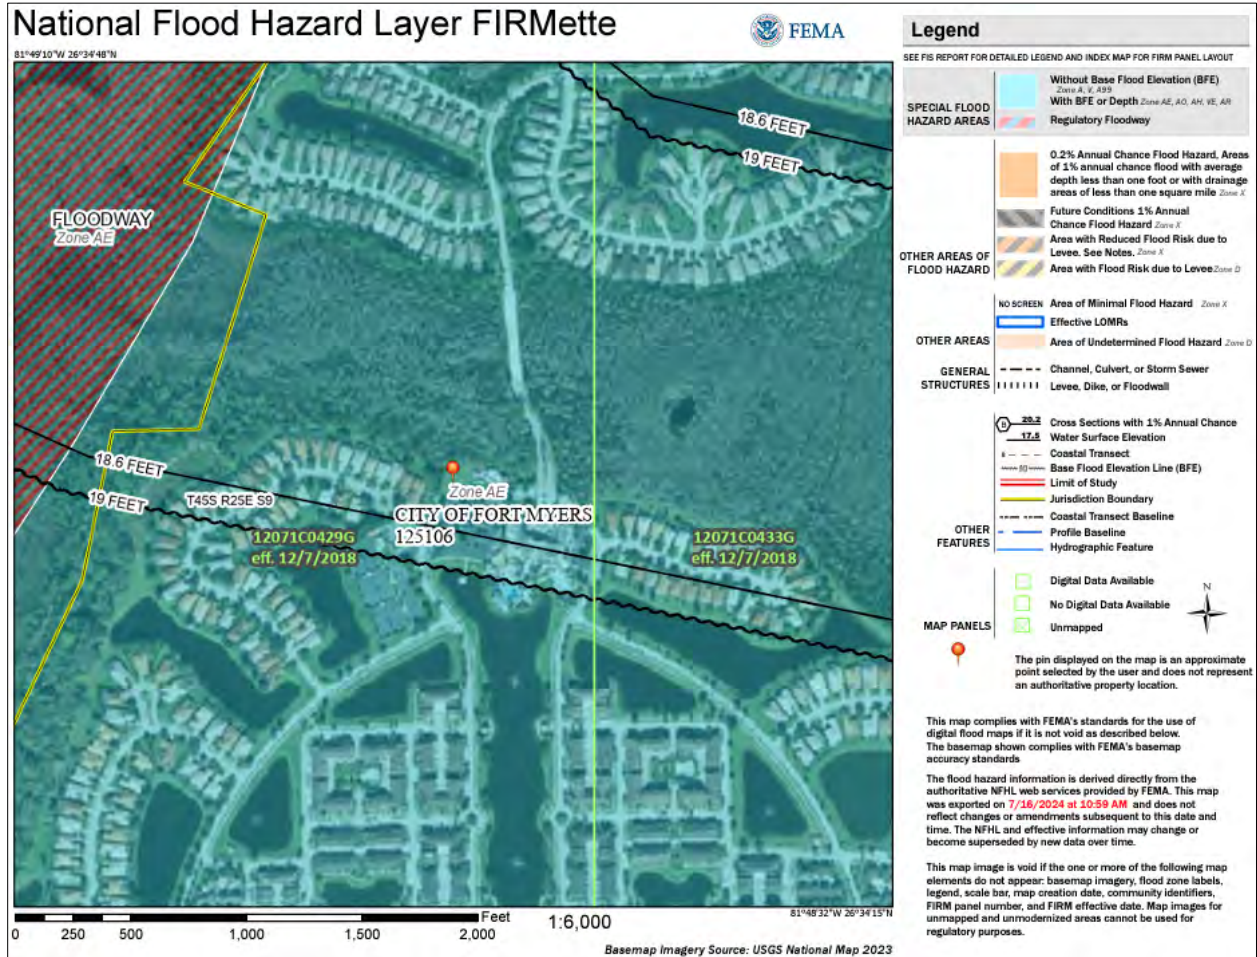 National Flood Hazard Layer FIRMette
FEMA
81°49'10"W 26°34'48"N
18.6 FEET
19 FEET
FLOODWAY
Zone AE
18.6 FEET
19 FEET
T45S R25E S9
Zone AE
CITY OF FORT MYERS
125106
12071C0429G
eff. 12/7/2018
12071C0433G
eff. 12/7/2018
81°48'32"W 26°34'15"N
0 250 500 1,000 1,500 2,000
Feet
1:6,000
Basemap Imagery Source: USGS National Map 2023
Legend
SEE FIS REPORT FOR DETAILED LEGEND AND INDEX MAP FOR FIRM PANEL LAYOUT
SPECIAL FLOOD
HAZARD AREAS
Without Base Flood Elevation (BFE)
Zone A, V, A99
With BFE or Depth Zone AE, AO, AH, VE, AR
Regulatory Floodway
OTHER AREAS OF
FLOOD HAZARD
0.2% Annual Chance Flood Hazard, Areas
of 1% annual chance flood with average
depth less than one foot or with drainage
areas of less than one square mile Zone X
Future Conditions 1% Annual
Chance Flood Hazard Zone X
Area with Reduced Flood Risk due to
Levee. See Notes. Zone X
Area with Flood Risk due to Levee Zone D
OTHER AREAS
NO SCREEN Area of Minimal Flood Hazard Zone X
Effective LOMRs
Area of Undetermined Flood Hazard Zone D
GENERAL
STRUCTURES
Channel, Culvert, or Storm Sewer
Levee, Dike, or Floodwall
OTHER
FEATURES
B 20.2 Cross Sections with 1% Annual Chance
17.5 Water Surface Elevation
8 Coastal Transect
Base Flood Elevation Line (BFE)
Limit of Study
Jurisdiction Boundary
Coastal Transect Baseline
Profile Baseline
Hydrographic Feature
MAP PANELS
Digital Data Available
No Digital Data Available
Unmapped
N
The pin displayed on the map is an approximate
point selected by the user and does not represent
an authoritative property location.
This map complies with FEMA's standards for the use of
digital flood maps if it is not void as described below.
The basemap shown complies with FEMA's basemap
accuracy standards
The flood hazard information is derived directly from the
authoritative NFHL web services provided by FEMA. This map
was exported on 7/16/2024 at 10:59 AM and does not
reflect changes or amendments subsequent to this date and
time. The NFHL and effective information may change or
become superseded by new data over time.
This map image is void if the one or more of the following map
elements do not appear: basemap imagery, flood zone labels,
legend, scale bar, map creation date, community identifiers,
FIRM panel number, and FIRM effective date. Map images for
unmapped and unmodernized areas cannot be used for
regulatory purposes.